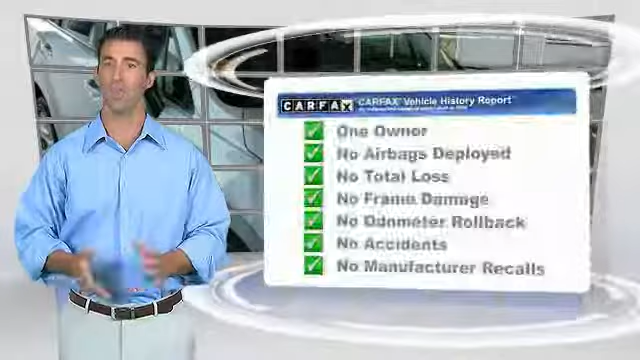 CARFAX CARFAX Vehicle History Report
One Owner
No Airbags Deployed
No Total Loss
No Frame Damage
No Odometer Rollback
No Accidents
No Manufacturer Recalls